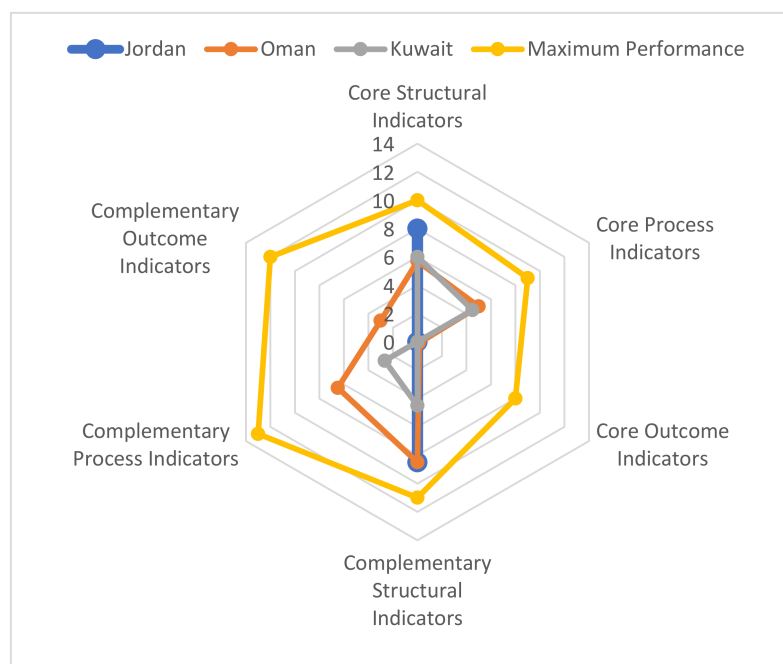 Jordan
Oman
Kuwait
Maximum Performance
Core Structural
Indicators
14
12
10
8
6
4
2
0
Core Process
Indicators
Core Outcome
Indicators
Complementary
Structural
Indicators
Complementary
Process Indicators
Complementary
Outcome
Indicators